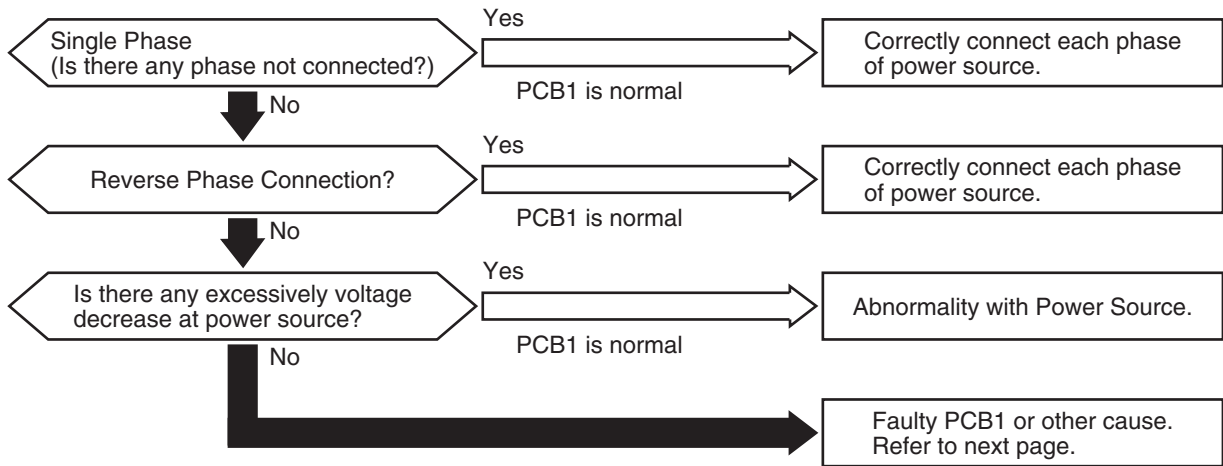 Single Phase
(Is there any phase not connected?)
Yes
PCB1 is normal
Correctly connect each phase
of power source.
No
Reverse Phase Connection?
Yes
PCB1 is normal
Correctly connect each phase
of power source.
No
Is there any excessively voltage
decrease at power source?
Yes
PCB1 is normal
Abnormality with Power Source.
No
Faulty PCB1 or other cause.
Refer to next page.